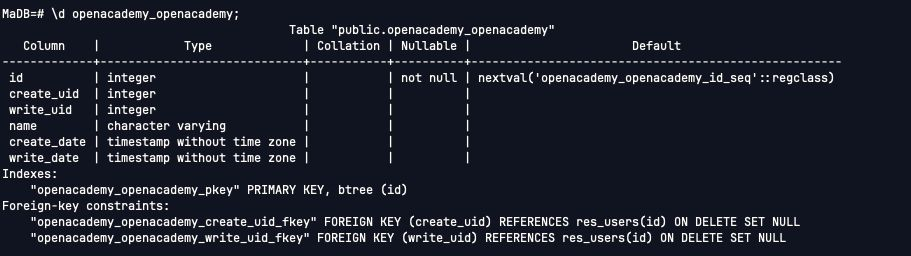 MaDB=# \d openacademy_openacademy;
                                        Table "public.openacademy_openacademy"
   Column    |            Type             | Collation | Nullable |                       Default
-------------+-----------------------------+-----------+----------+-----------------------------------------------------
 id          | integer                     |           | not null | nextval('openacademy_openacademy_id_seq'::regclass)
 create_uid  | integer                     |           |          |
 write_uid   | integer                     |           |          |
 name        | character varying           |           |          |
 create_date | timestamp without time zone |           |          |
 write_date  | timestamp without time zone |           |          |
Indexes:
    "openacademy_openacademy_pkey" PRIMARY KEY, btree (id)
Foreign-key constraints:
    "openacademy_openacademy_create_uid_fkey" FOREIGN KEY (create_uid) REFERENCES res_users(id) ON DELETE SET NULL
    "openacademy_openacademy_write_uid_fkey" FOREIGN KEY (write_uid) REFERENCES res_users(id) ON DELETE SET NULL